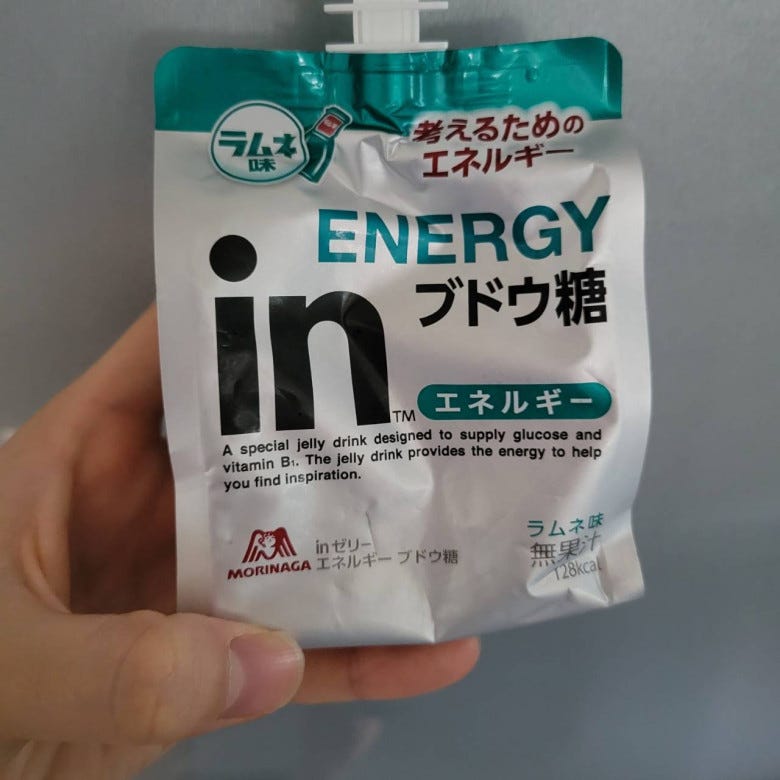 ラムネ
味
考えるための
エネルギー
ENERGY
ブドウ糖
in
TM
エネルギー
A special jelly drink designed to supply glucose and
vitamin B₁. The jelly drink provides the energy to help
you find inspiration.
MORINAGA
inゼリー
エネルギー ブドウ糖
ラムネ味
無果汁
128kcal